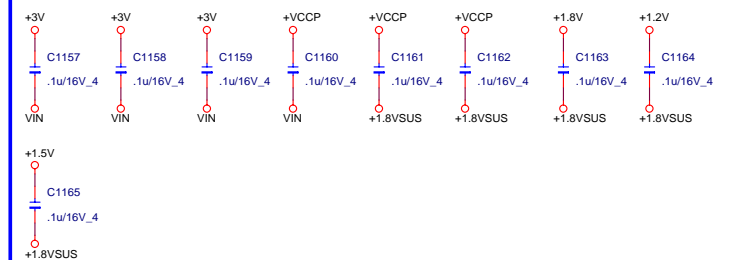 +3V +3V +3V +VCCP +VCCP +VCCP +1.8V +1.2V
C1157 C1158 C1159 C1160 C1161 C1162 C1163 C1164
.1u/16V_4 .1u/16V_4 .1u/16V_4 .1u/16V_4 .1u/16V_4 .1u/16V_4 .1u/16V_4 .1u/16V_4
VIN VIN VIN VIN +1.8VSUS +1.8VSUS +1.8VSUS +1.8VSUS
+1.5V
C1165
.1u/16V_4
+1.8VSUS